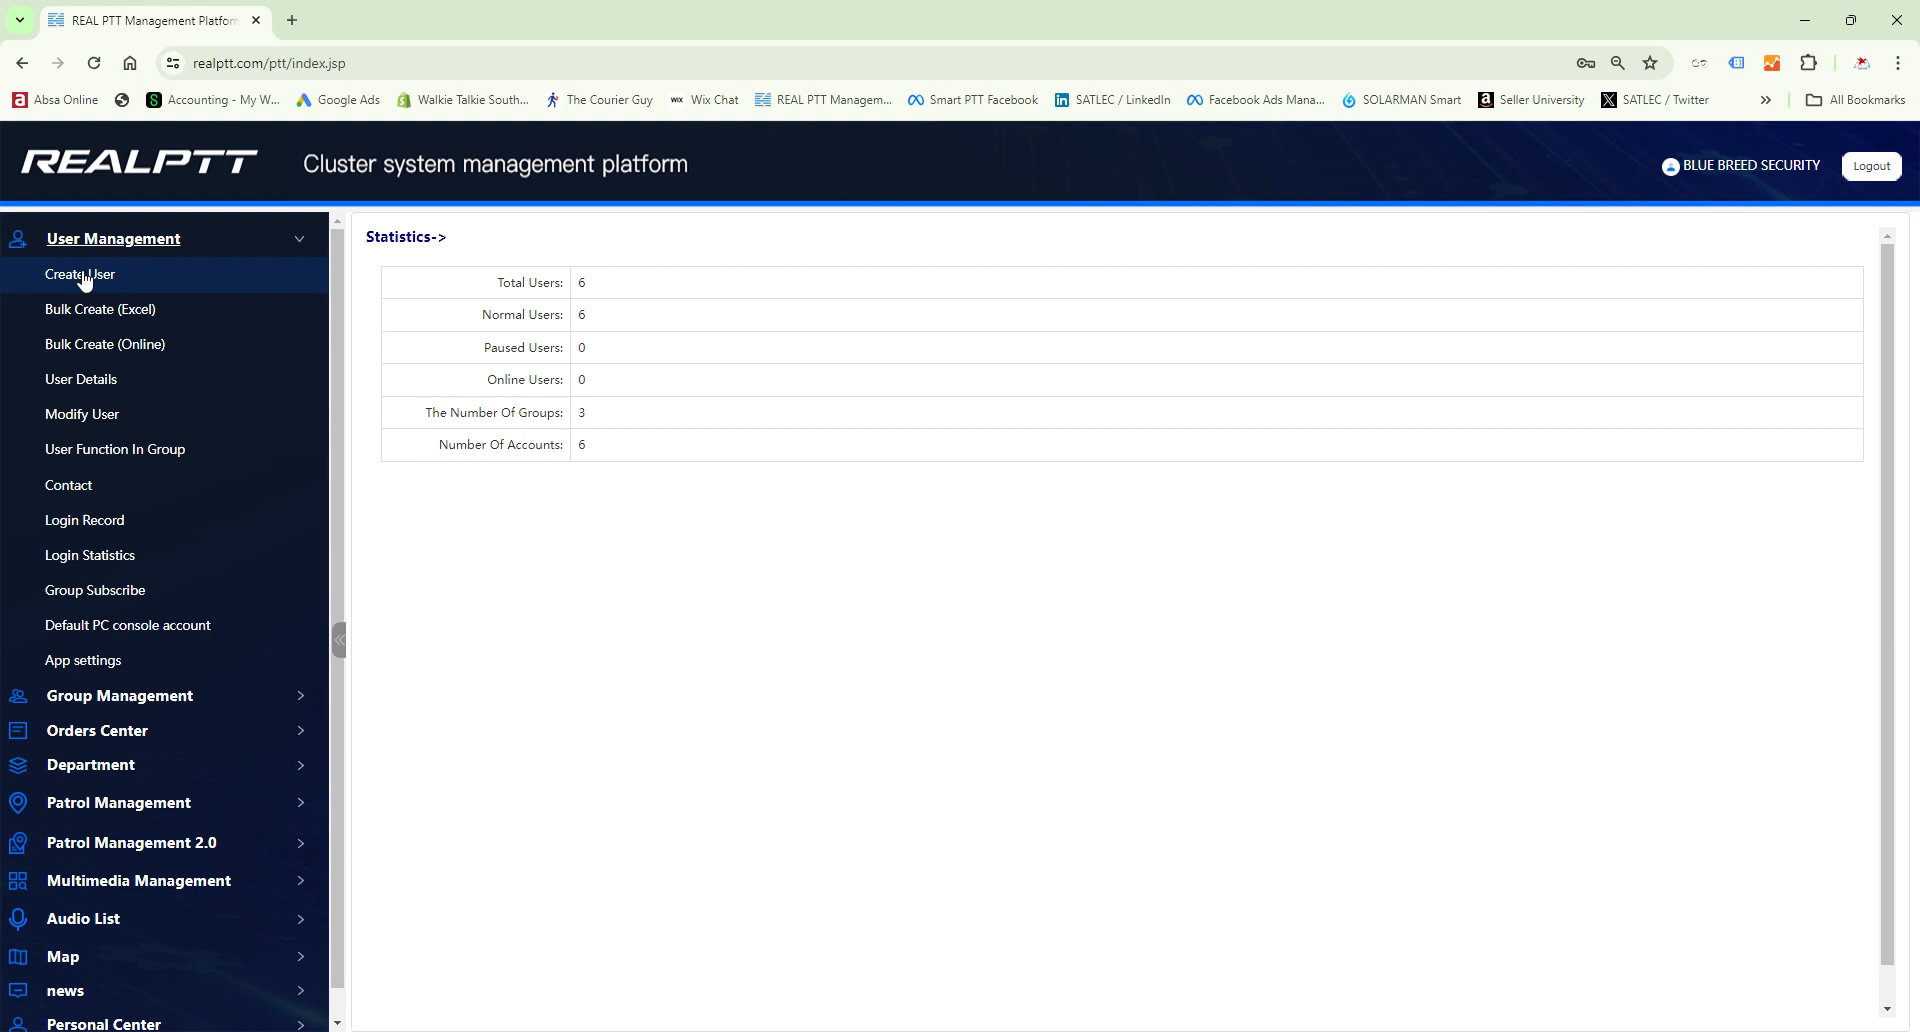 REAL PTT Management Platform
realptt.com/ptt/index.jsp
Absa Online
Accounting - My W...
Google Ads
Walkie Talkie South...
The Courier Guy
Wix Chat
REAL PTT Managem...
Smart PTT Facebook
SATLEC / LinkedIn
Facebook Ads Mana...
SOLARMAN Smart
Seller University
SATLEC / Twitter
All Bookmarks
REALPTT
Cluster system management platform
BLUE BREED SECURITY
Logout
User Management
Create User
Bulk Create (Excel)
Bulk Create (Online)
User Details
Modify User
User Function In Group
Contact
Login Record
Login Statistics
Group Subscribe
Default PC console account
App settings
Group Management
Orders Center
Department
Patrol Management
Patrol Management 2.0
Multimedia Management
Audio List
Map
news
Personal Center
Statistics->
Total Users: 6
Normal Users: 6
Paused Users: 0
Online Users: 0
The Number Of Groups: 3
Number Of Accounts: 6